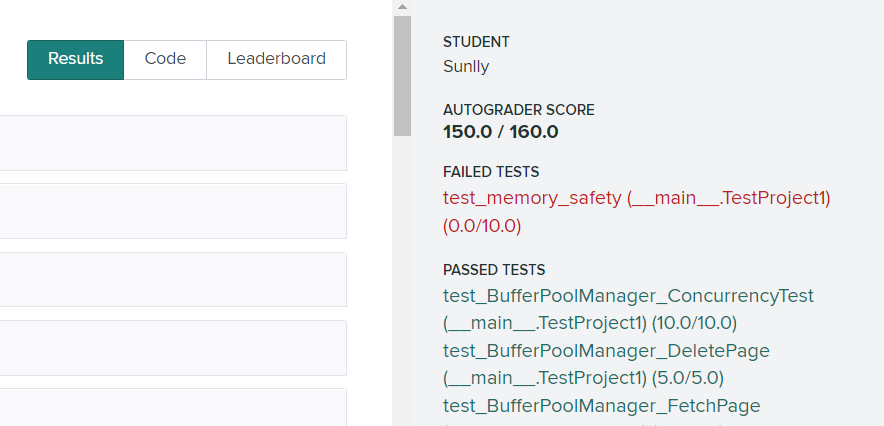 Results
Code
Leaderboard
STUDENT
Sunlly
AUTOGRADER SCORE
150.0 / 160.0
FAILED TESTS
test_memory_safety (__main__.TestProject1)
(0.0/10.0)
PASSED TESTS
test_BufferPoolManager_ConcurrencyTest
(__main__.TestProject1) (10.0/10.0)
test_BufferPoolManager_DeletePage
(__main__.TestProject1) (5.0/5.0)
test_BufferPoolManager_FetchPage